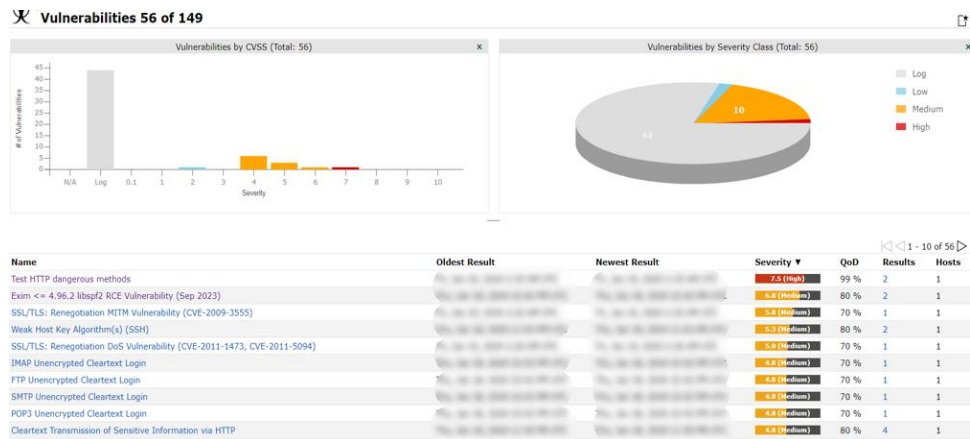 Vulnerabilities 56 of 149
Vulnerabilities by CVSS (Total: 56) ×
# of Vulnerabilities
45
40
35
30
25
20
15
10
5
0
N/A Log 0.1 1 2 3 4 5 6 7 8 9 10
Severity
Vulnerabilities by Severity Class (Total: 56) ×
44
10
Log
Low
Medium
High
1 - 10 of 56
Name Oldest Result Newest Result Severity ▼ QoD Results Hosts
Test HTTP dangerous methods 7.5 (High) 99 % 2 1
Exim <= 4.96.2 libspf2 RCE Vulnerability (Sep 2023) 6.8 (Medium) 80 % 2 1
SSL/TLS: Renegotiation MITM Vulnerability (CVE-2009-3555) 5.8 (Medium) 70 % 1 1
Weak Host Key Algorithm(s) (SSH) 5.3 (Medium) 80 % 2 1
SSL/TLS: Renegotiation DoS Vulnerability (CVE-2011-1473, CVE-2011-5094) 5.0 (Medium) 70 % 1 1
IMAP Unencrypted Cleartext Login 4.8 (Medium) 70 % 1 1
FTP Unencrypted Cleartext Login 4.8 (Medium) 70 % 1 1
SMTP Unencrypted Cleartext Login 4.8 (Medium) 70 % 1 1
POP3 Unencrypted Cleartext Login 4.8 (Medium) 70 % 1 1
Cleartext Transmission of Sensitive Information via HTTP 4.8 (Medium) 80 % 4 1